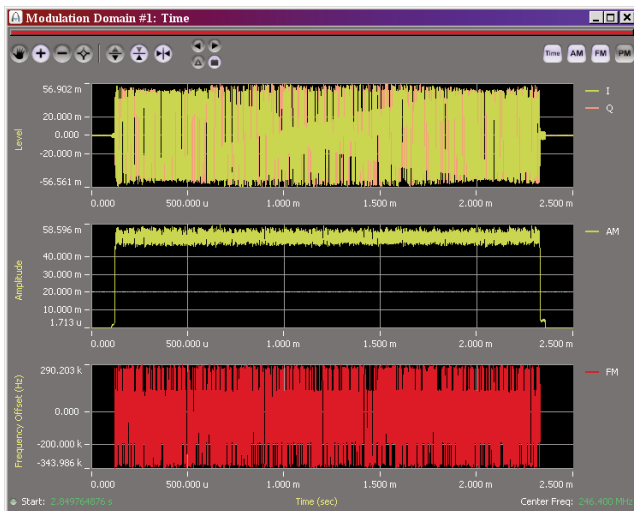 Modulation Domain #1: Time
Time AM FM PM
56.902 m
20.000 m
0.000
-20.000 m
-56.561 m
Level
I
Q
0.000 500.000 u 1.000 m 1.500 m 2.000 m 2.500 m
58.596 m
40.000 m
30.000 m
20.000 m
10.000 m
1.713 u
Amplitude
AM
0.000 500.000 u 1.000 m 1.500 m 2.000 m 2.500 m
290.203 k
0.000
-200.000 k
-343.986 k
Frequency Offset (Hz)
FM
0.000 500.000 u 1.000 m 1.500 m 2.000 m 2.500 m
Start: 2.849764876 s Time (sec) Center Freq: 246.400 MHz